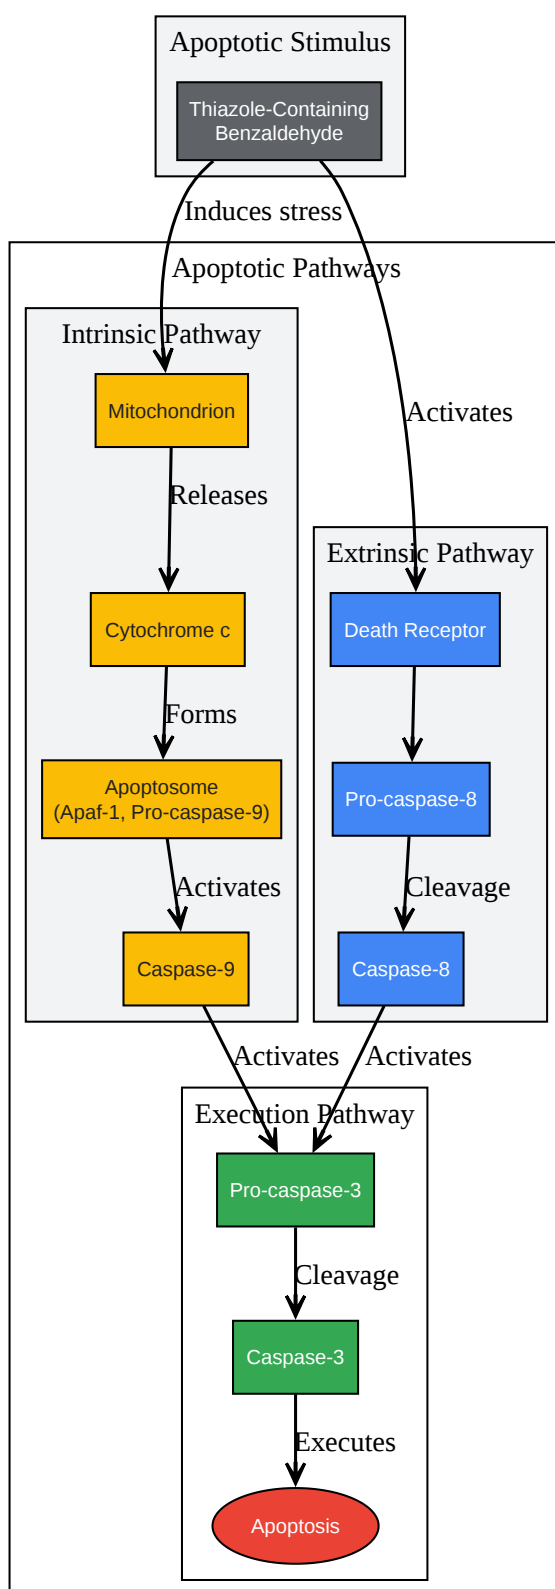 Apoptotic Stimulus
Thiazole-Containing
Benzaldehyde
Induces stress
Apoptotic Pathways
Intrinsic Pathway
Mitochondrion
Activates
Releases
Extrinsic Pathway
Cytochrome c
Death Receptor
Forms
Apoptosome
(Apaf-1, Pro-caspase-9)
Pro-caspase-8
Activates
Cleavage
Caspase-9
Caspase-8
Activates
Activates
Execution Pathway
Pro-caspase-3
Cleavage
Caspase-3
Executes
Apoptosis